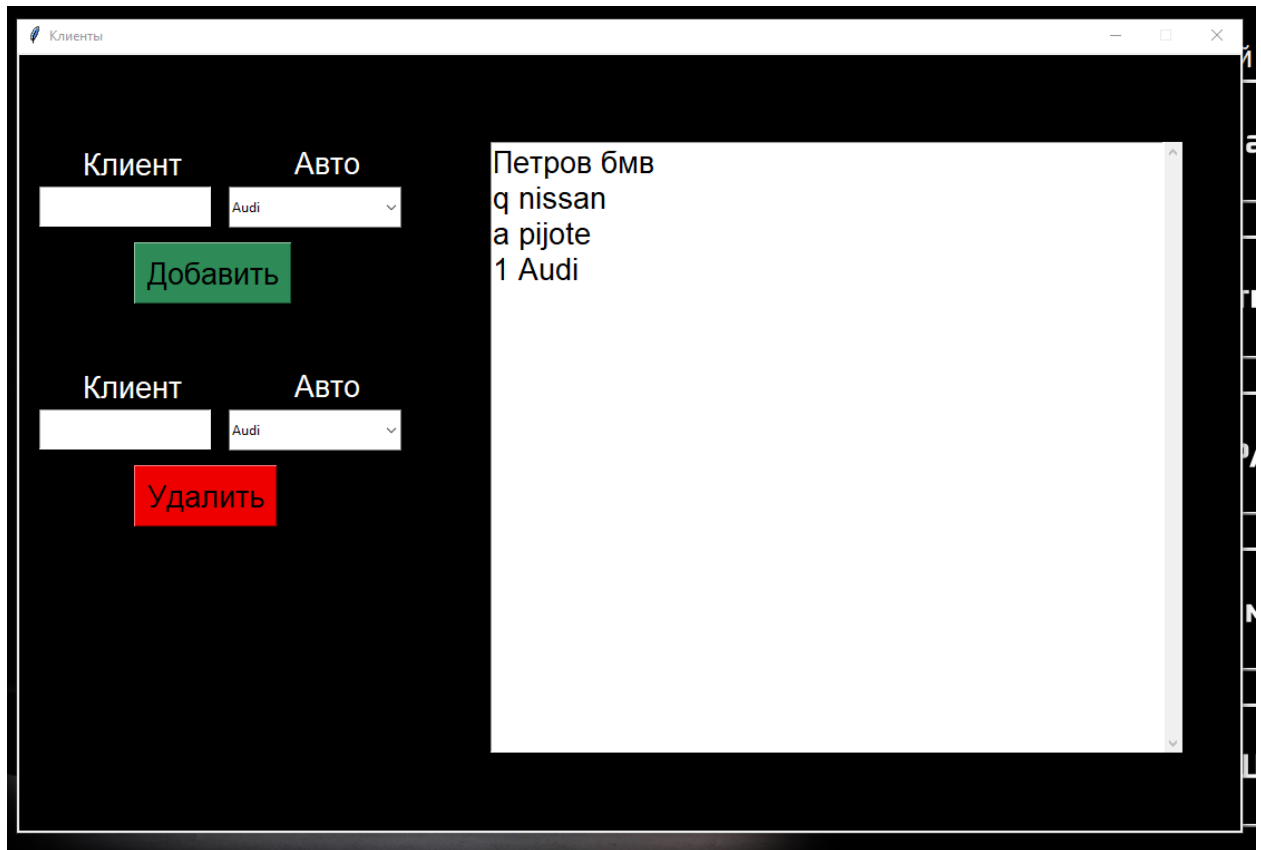 Клиенты
Клиент Авто
Audi
Добавить
Клиент Авто
Audi
Удалить
Петров бмв
q nissan
a pijote
1 Audi